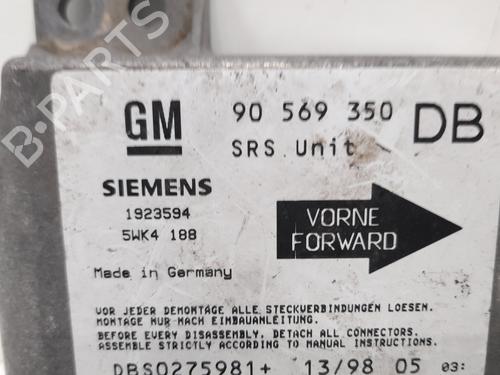 GM 90 569 350 DB
SRS Unit
SIEMENS
1923594
5WK4 188
VORNE
FORWARD
Made in Germany
VOR JEDER DEMONTAGE ALLE STECKVERBINDUNGEN LOESEN.
MONTAGE NUR NACH EINBAUANLEITUNG.
BEFORE EVERY DISASSEMBLY, DETACH ALL CONNECTORS.
ASSEMBLE STRICTLY ACCORDING TO MANUAL INSTRUCTIONS.
DBS0275981+ 13/98 05 03:
B-PARTS